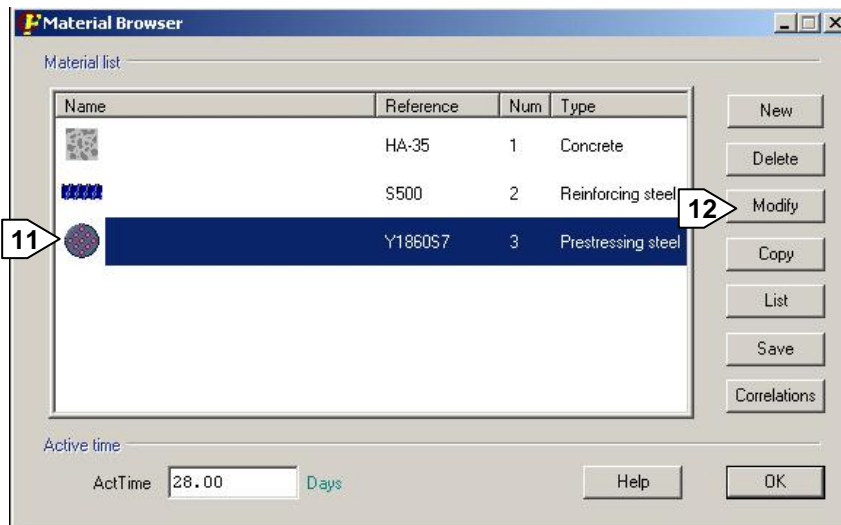 Material Browser
Material list
Name Reference Num Type
HA-35 1 Concrete
S500 2 Reinforcing steel
11 Y1860S7 3 Prestressing steel
New
Delete
12 Modify
Copy
List
Save
Correlations
Active time
ActTime 28.00 Days
Help OK